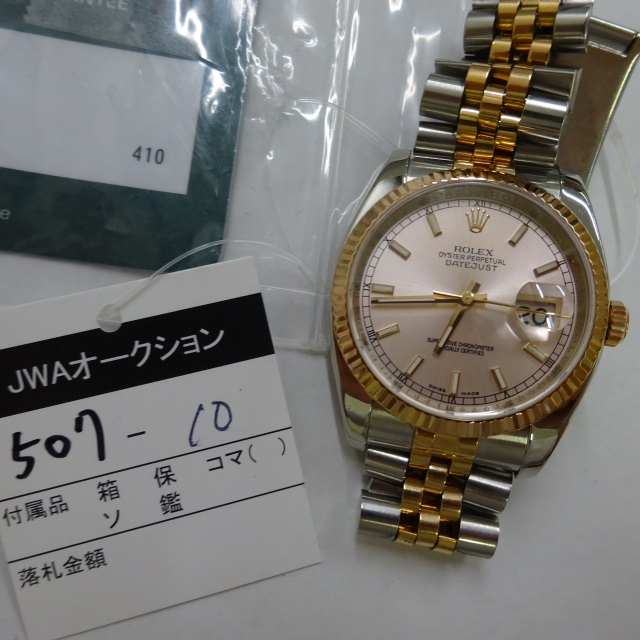 410
e
JWAオークション
507 - 10
付属品 箱 保 コマ( )
ソ 鑑
落札金額
ROLEX
OYSTER PERPETUAL
DATEJUST
SUPERLATIVE CHRONOMETER
OFFICIALLY CERTIFIED
SWISS MADE